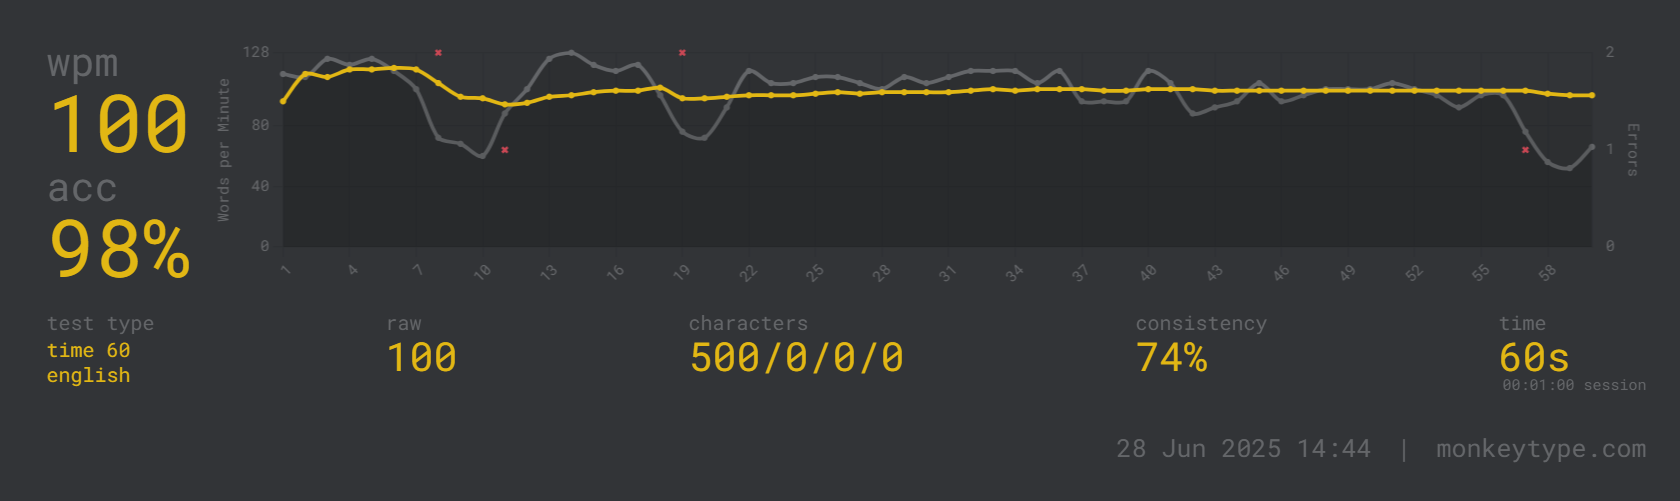 wpm
100
acc
98%
Words per Minute
128
80
40
0
2
1
0
Errors
1 4 7 10 13 16 19 22 25 28 31 34 37 40 43 46 49 52 55 58
test type
time 60
english
raw
100
characters
500/0/0/0
consistency
74%
time
60s
00:01:00 session
28 Jun 2025 14:44 | monkeytype.com